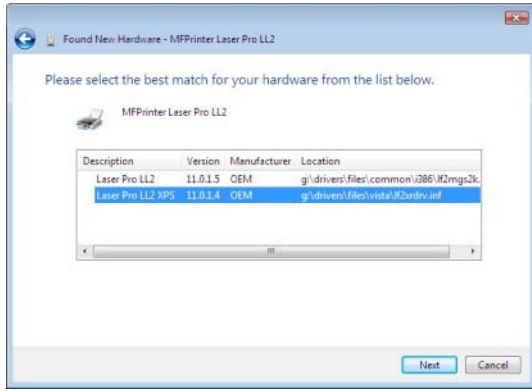 Found New Hardware - MFPrinter Laser Pro LL2
Please select the best match for your hardware from the list below.
MFPrinter Laser Pro LL2
Description Version Manufacturer Location
Laser Pro LL2 11.0.1.5 OEM g:\drivers\files\common\i386\lf2mgs2k.
Laser Pro LL2 XPS 11.0.1.4 OEM g:\drivers\files\vista\lf2xrdrv.inf
Next Cancel